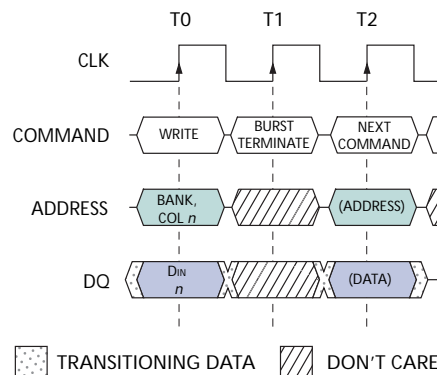 T0 T1 T2
CLK
COMMAND WRITE BURST TERMINATE NEXT COMMAND
ADDRESS BANK, COL n (ADDRESS)
DQ DIN n (DATA)
TRANSITIONING DATA DON'T CARE